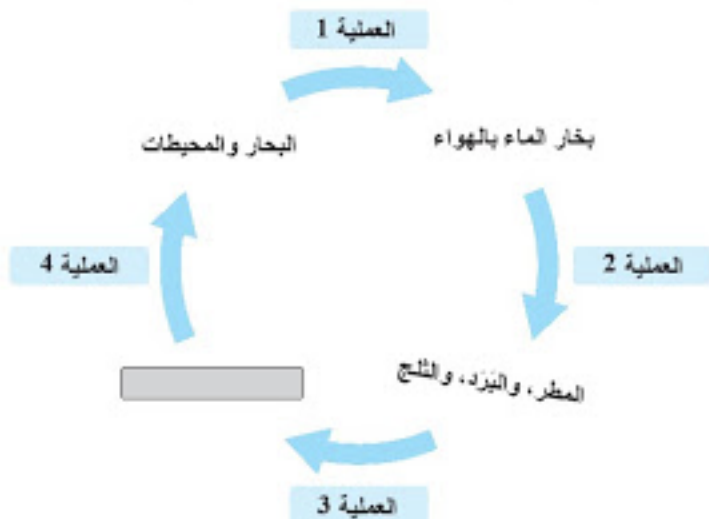 العملية 1
بخار الماء بالهواء
البحار والمحيطات
العملية 2
العملية 4
المطر، والبَرَد، والثلج
العملية 3